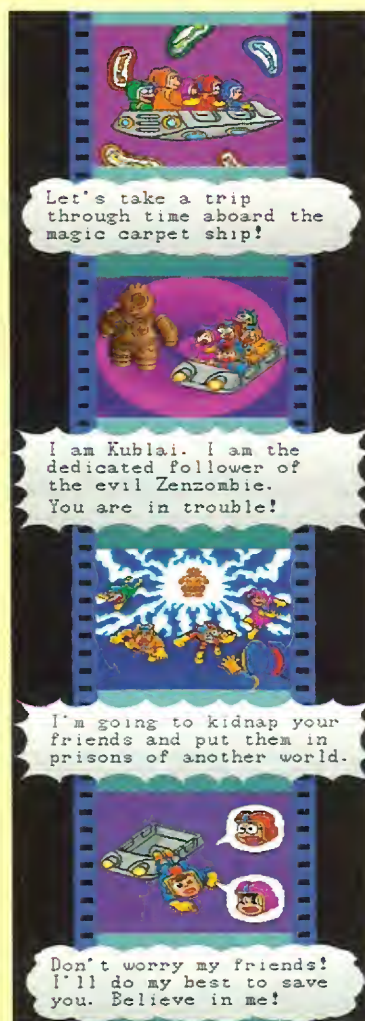 Let's take a trip
through time aboard the
magic carpet ship!
I am Kublai. I am the
dedicated follower of
the evil Zenzombie.
You are in trouble!
I'm going to kidnap your
friends and put them in
prisons of another world.
Don't worry my friends!
I'll do my best to save
you. Believe in me!